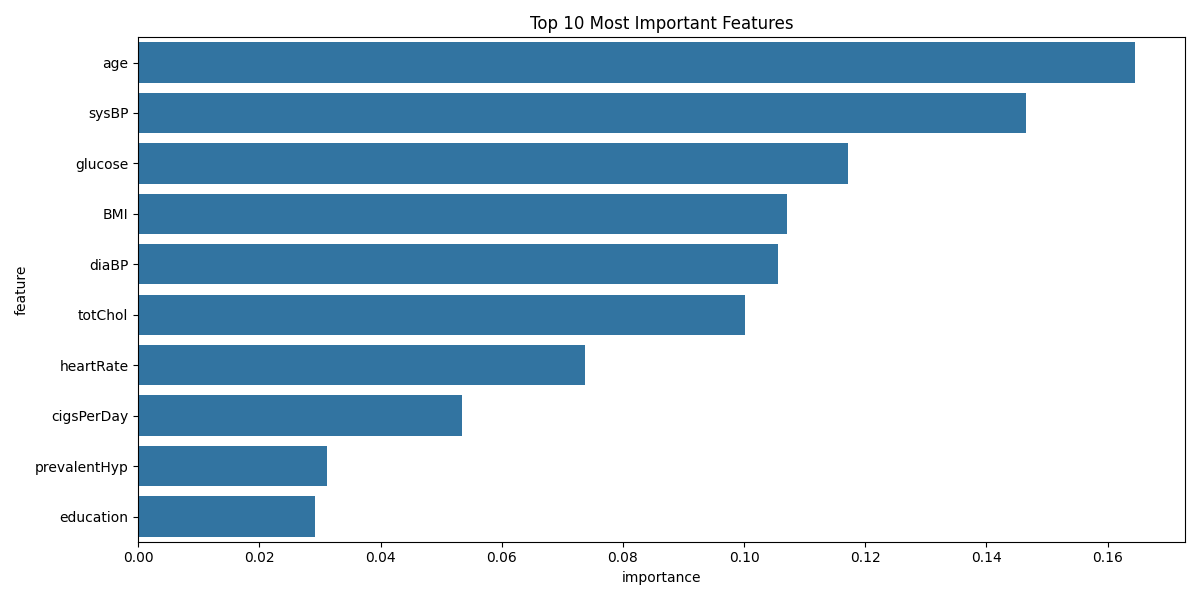 Top 10 Most Important Features
age
sysBP
glucose
BMI
diaBP
totChol
heartRate
cigsPerDay
prevalentHyp
education
feature
0.00 0.02 0.04 0.06 0.08 0.10 0.12 0.14 0.16
importance